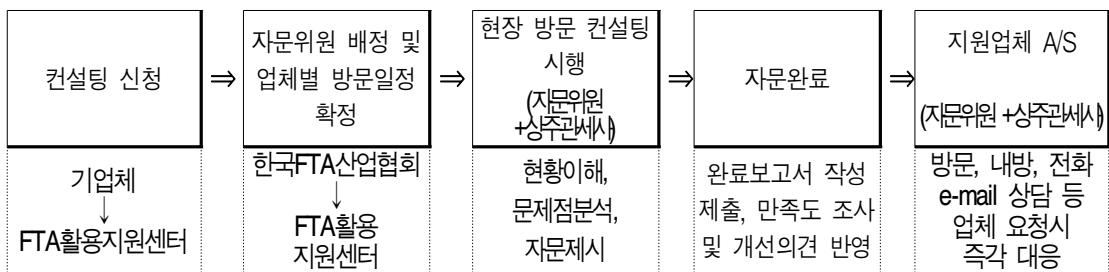 컨설팅 신청
⇒
자문위원 배정 및
업체별 방문일정
확정
⇒
현장 방문 컨설팅
시행
(자문위원
+상주관세사)
⇒
자문완료
⇒
지원업체 A/S
(자문위원 +상주관세사)
기업체
↓
FTA활용지원센터
한국FTA산업협회
↓
FTA활용
지원센터
현황이해,
문제점분석,
자문제시
완료보고서 작성
제출, 만족도 조사
및 개선의견 반영
방문, 내방, 전화
e-mail 상담 등
업체 요청시
즉각 대응